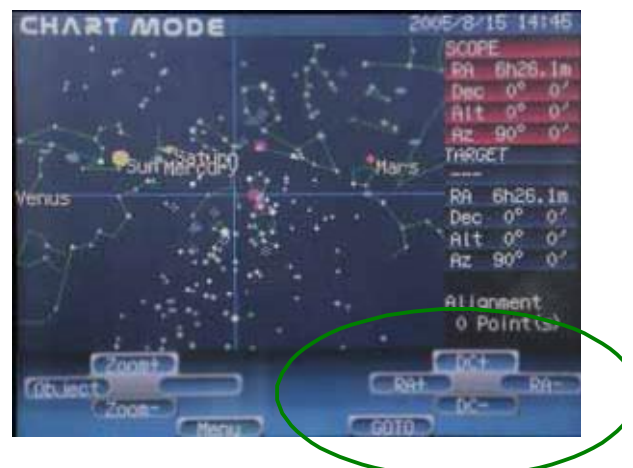 CHART MODE
2005/8/15 14:46
SCOPE
RA 6h26.1m
Dec 0° 0′
Alt 0° 0′
Az 90° 0′
TARGET
---
RA 6h26.1m
Dec 0° 0′
Alt 0° 0′
Az 90° 0′
Sun
Mercury
Saturn
Mars
Venus
Alignment
0 Point(s)
Zoom+
Object
Zoom-
Menu
DC+
RA+
RA-
DC-
GOTO